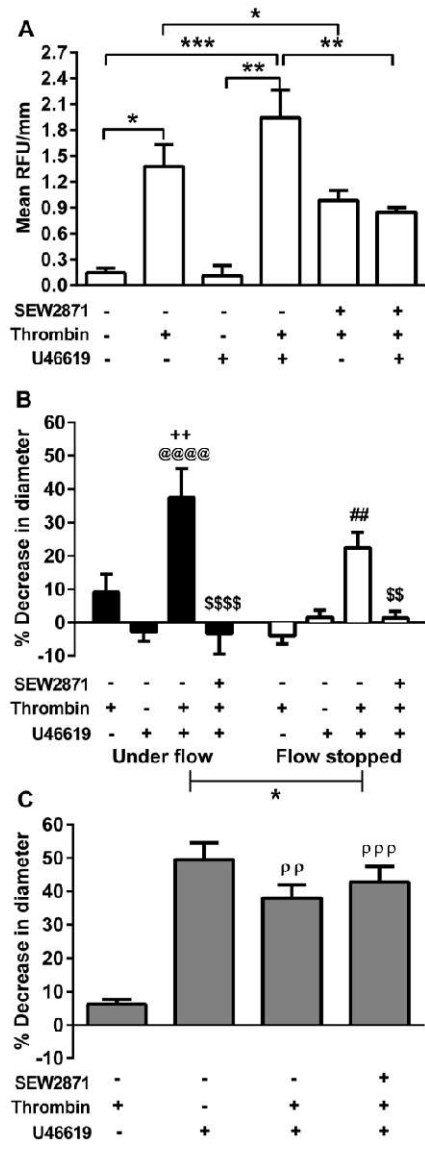 A
*
***
**
*
**
Mean RFU/mm
2.7
2.4
2.1
1.8
1.5
1.2
0.9
0.6
0.3
0.0
SEW2871 - - - - + +
Thrombin - + - + + +
U46619 - - + + - +
B
% Decrease in diameter
60
50
40
30
20
10
0
-10
++
@@@@
$$$$
##
$$
SEW2871 - - - + - - - +
Thrombin + - + + + - + +
U46619 - + + + - + + +
Under flow Flow stopped
*
C
% Decrease in diameter
60
50
40
30
20
10
0
-10
ρρ
ρρρ
SEW2871 - - - +
Thrombin + - + +
U46619 - + + +